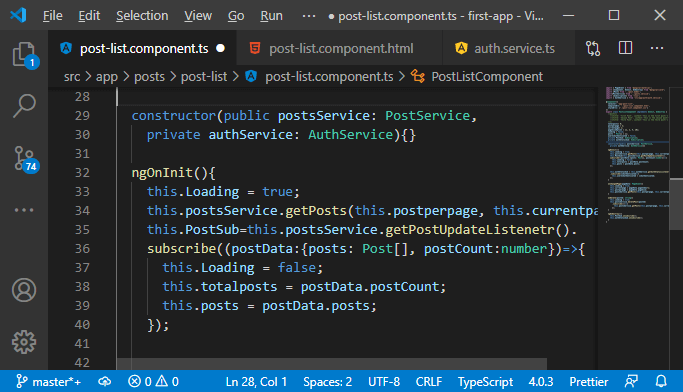 File Edit Selection View Go Run ··· ● post-list.component.ts - first-app - Vi...
post-list.component.ts ● post-list.component.html auth.service.ts ···
src > app > posts > post-list > post-list.component.ts > PostListComponent
1
74
28
29 constructor(public postsService: PostService,
30 private authService: AuthService){}
31
32 ngOnInit(){
33 this.Loading = true;
34 this.postsService.getPosts(this.postperpage, this.currentpa
35 this.PostSub=this.postsService.getPostUpdateListenetr().
36 subscribe((postData:{posts: Post[], postCount:number})=>{
37 this.Loading = false;
38 this.totalposts = postData.postCount;
39 this.posts = postData.posts;
40 });
41
42
master*+ 0 0 Ln 28, Col 1 Spaces: 2 UTF-8 CRLF TypeScript 4.0.3 Prettier